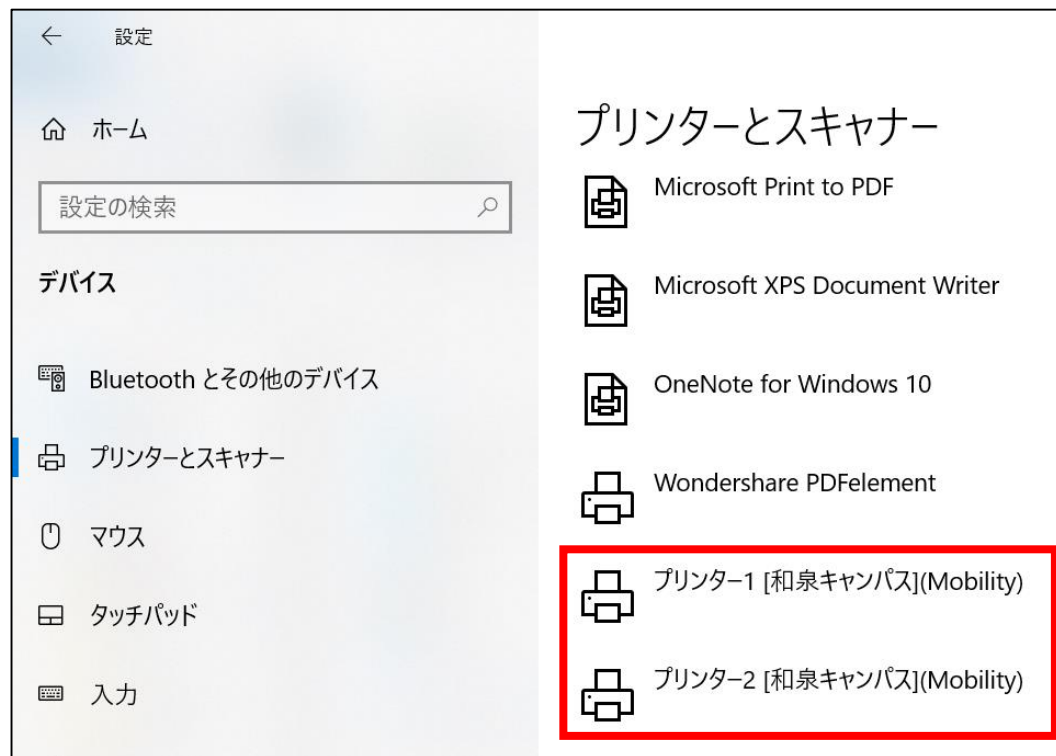 設定
ホーム
設定の検索
デバイス
Bluetooth とその他のデバイス
プリンターとスキャナー
マウス
タッチパッド
入力
プリンターとスキャナー
Microsoft Print to PDF
Microsoft XPS Document Writer
OneNote for Windows 10
Wondershare PDFelement
プリンター1 [和泉キャンパス](Mobility)
プリンター2 [和泉キャンパス](Mobility)